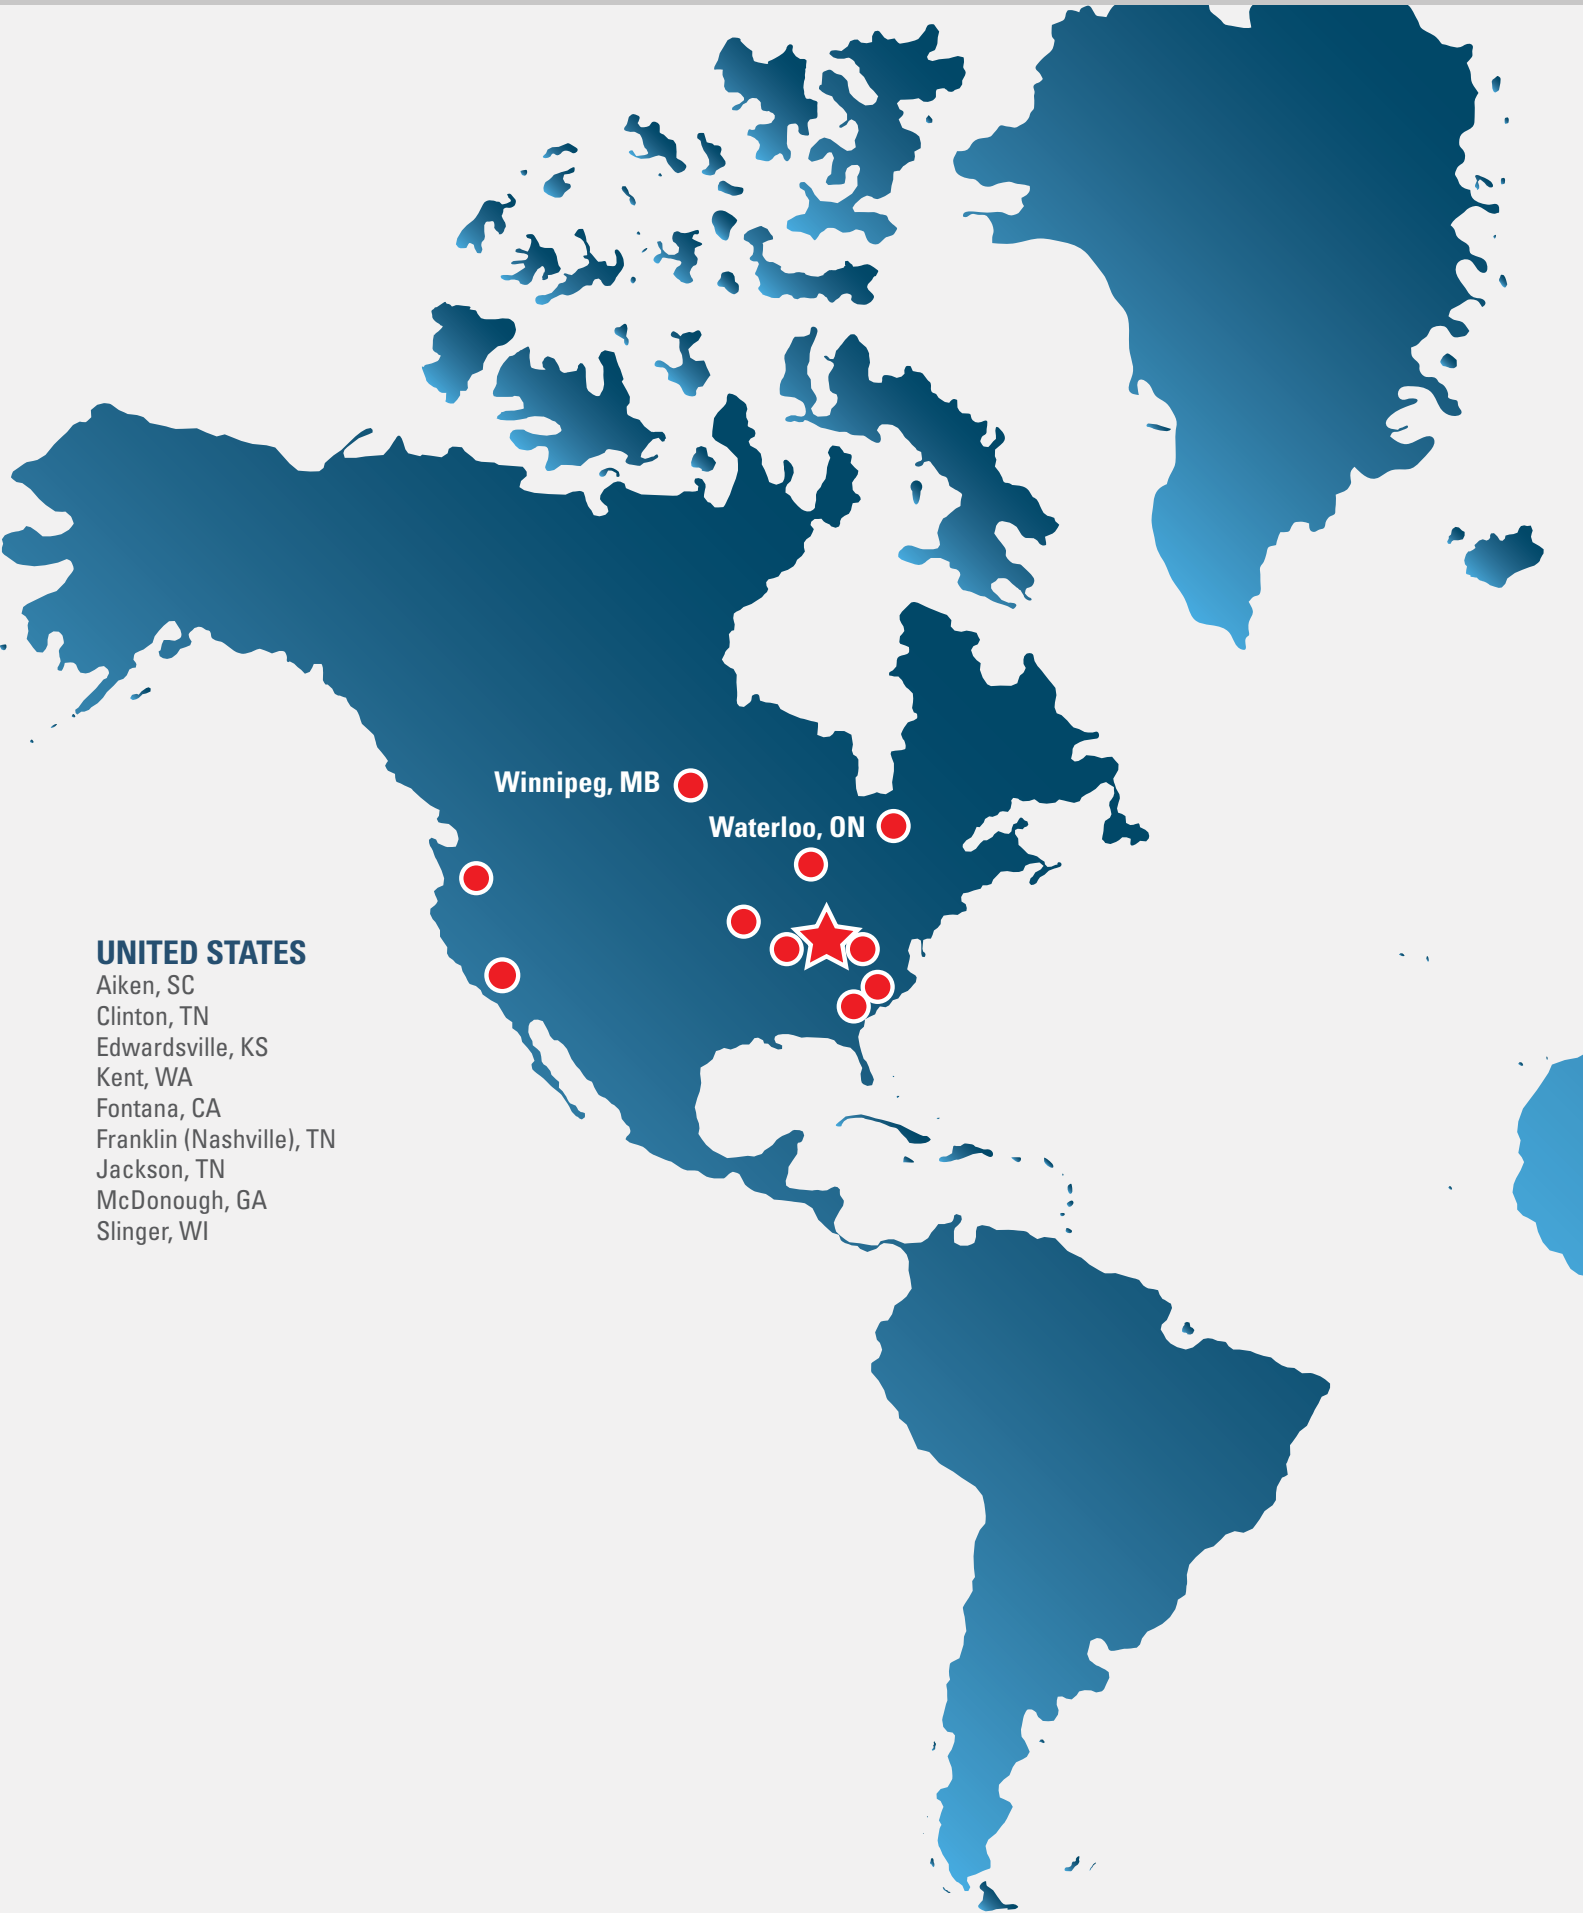 Winnipeg, MB
Waterloo, ON
UNITED STATES
Aiken, SC
Clinton, TN
Edwardsville, KS
Kent, WA
Fontana, CA
Franklin (Nashville), TN
Jackson, TN
McDonough, GA
Slinger, WI